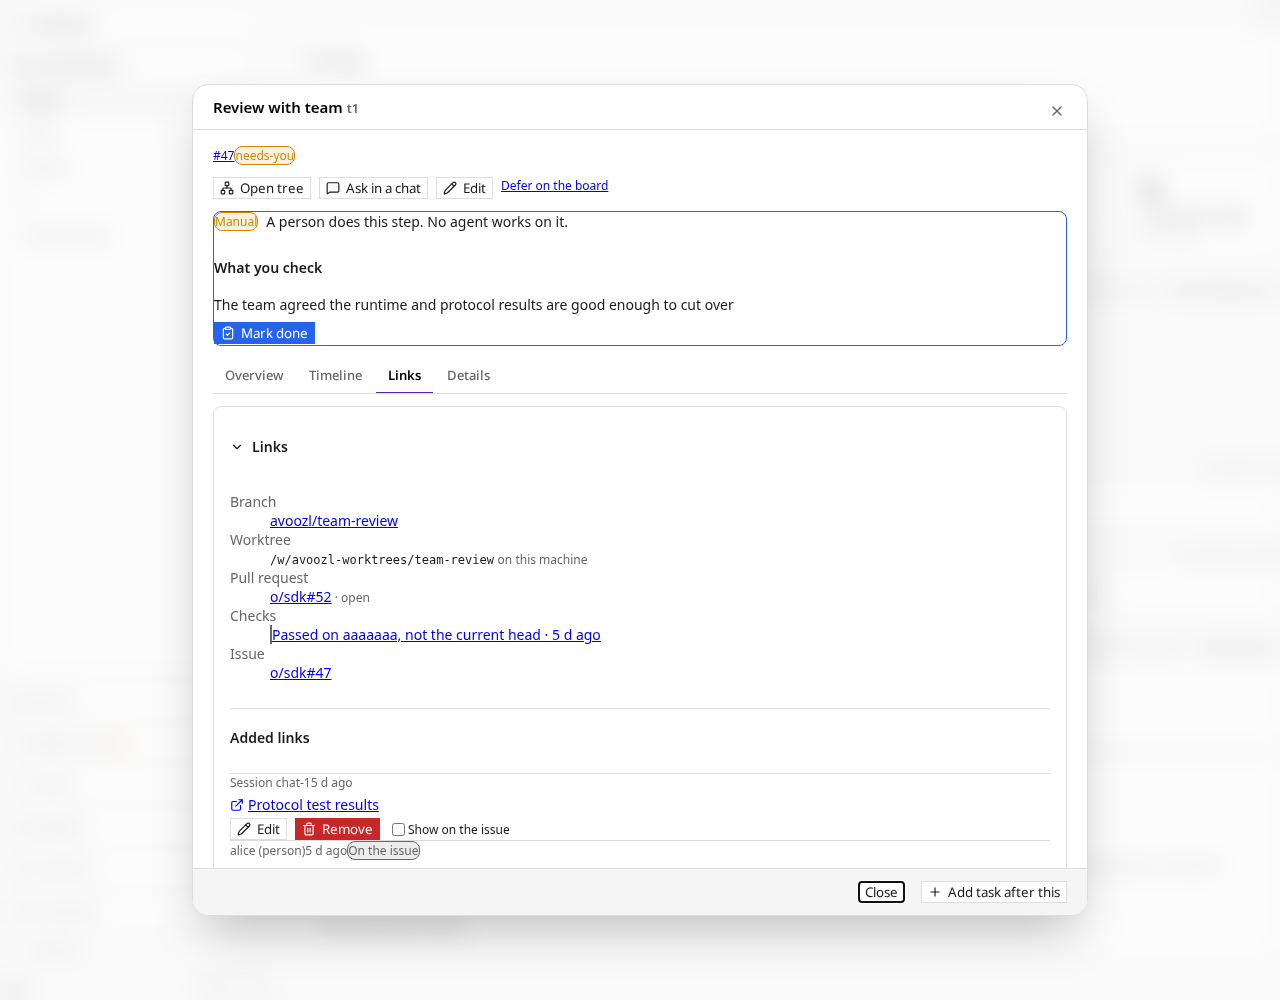 Review with team t1
#47 needs-you
Open tree Ask in a chat Edit Defer on the board
Manual A person does this step. No agent works on it.
What you check
The team agreed the runtime and protocol results are good enough to cut over
Mark done
Overview Timeline Links Details
Links
Branch
avoozl/team-review
Worktree
/w/avoozl-worktrees/team-review on this machine
Pull request
o/sdk#52 · open
Checks
Passed on aaaaaaa, not the current head · 5 d ago
Issue
o/sdk#47
Added links
Session chat-15 d ago
Protocol test results
Edit Remove Show on the issue
alice (person)5 d ago On the issue
Close Add task after this